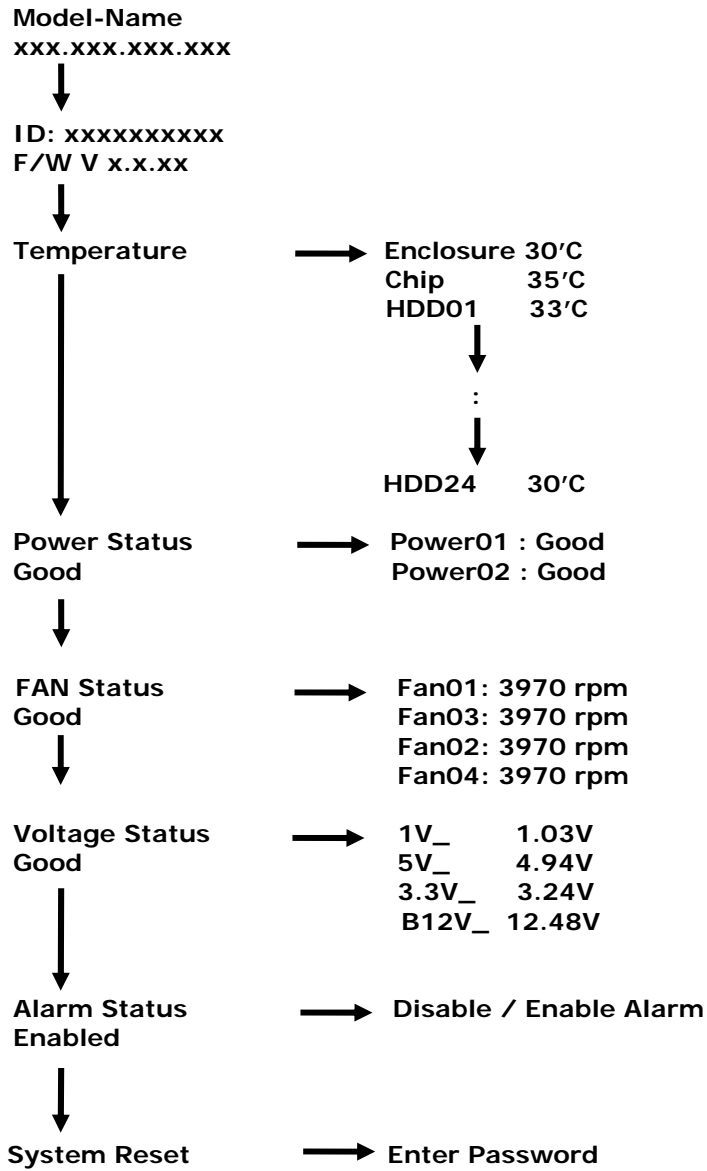 Model-Name
xxx.xxx.xxx.xxx
ID: xxxxxxxxxx
F/W V x.x.xx
Temperature
Enclosure 30'C
Chip 35'C
HDD01 33'C
:
HDD24 30'C
Power Status
Good
Power01 : Good
Power02 : Good
FAN Status
Good
Fan01: 3970 rpm
Fan03: 3970 rpm
Fan02: 3970 rpm
Fan04: 3970 rpm
Voltage Status
Good
1V_ 1.03V
5V_ 4.94V
3.3V_ 3.24V
B12V_ 12.48V
Alarm Status
Enabled
Disable / Enable Alarm
System Reset
Enter Password